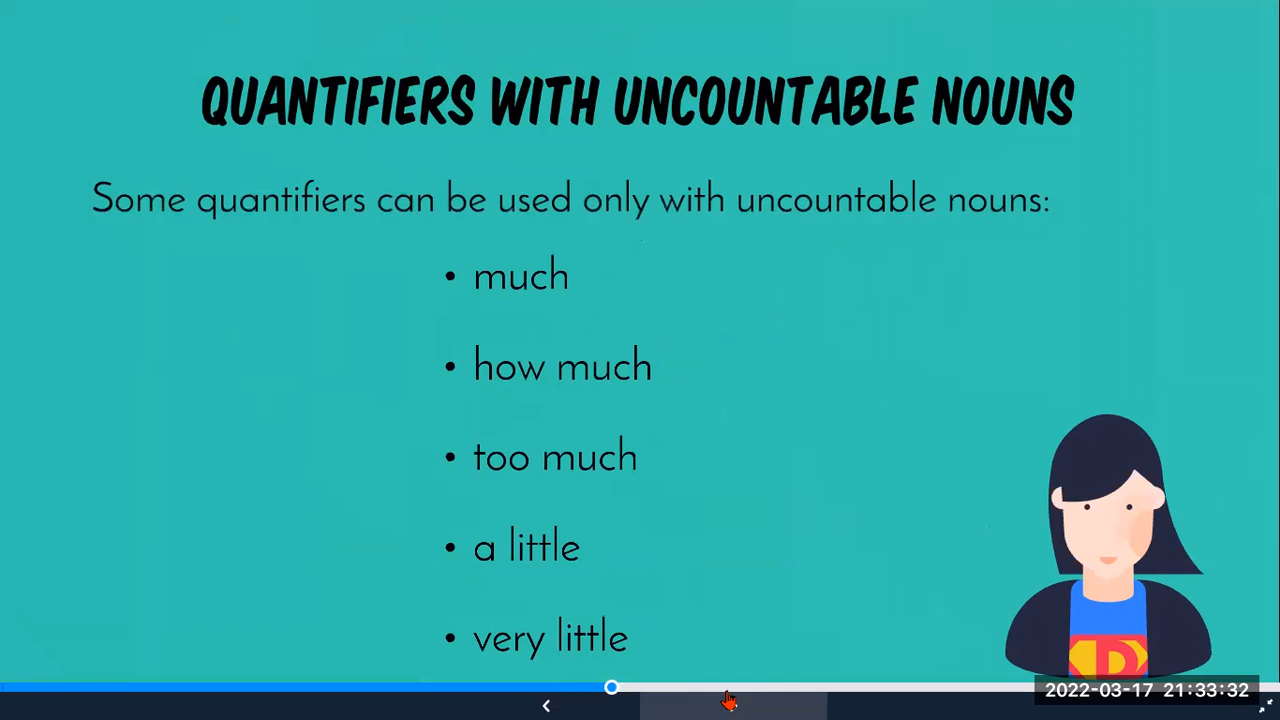 QUANTIFIERS WITH UNCOUNTABLE NOUNS
Some quantifiers can be used only with uncountable nouns:
• much
• how much
• too much
• a little
• very little
D
2022-03-17 21:33:32